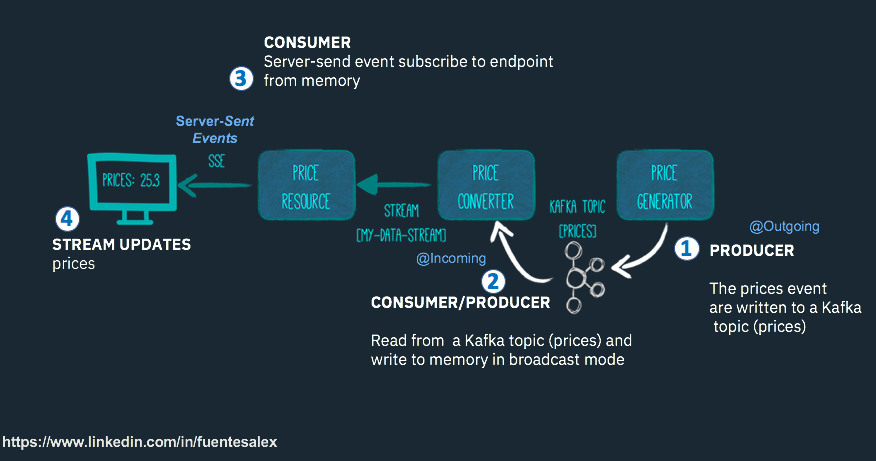 CONSUMER
Server-send event subscribe to endpoint
from memory
3
Server-Sent
Events
SSE
PRICES: 25.3
PRICE
RESOURCE
PRICE
CONVERTER
PRICE
GENERATOR
STREAM
[MY-DATA-STREAM]
KAFKA TOPIC
[PRICES]
4
STREAM UPDATES
prices
@Incoming
2
CONSUMER/PRODUCER
Read from a Kafka topic (prices) and
write to memory in broadcast mode
@Outgoing
1
PRODUCER
The prices event
are written to a Kafka
topic (prices)
https://www.linkedin.com/in/fuentesalex